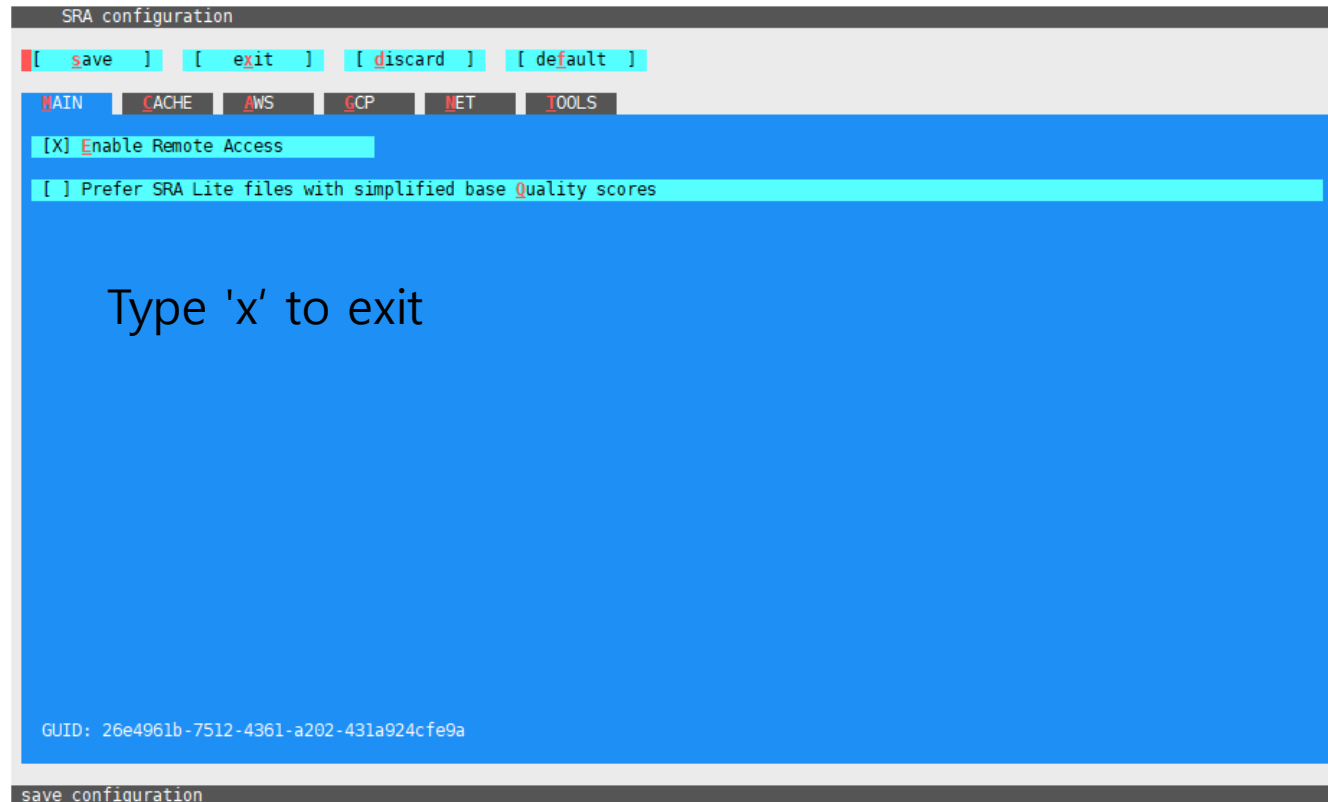 SRA configuration
[ save ] [ exit ] [ discard ] [ default ]
MAIN CACHE AWS GCP NET TOOLS
[X] Enable Remote Access
[ ] Prefer SRA Lite files with simplified base Quality scores
Type 'x’ to exit
GUID: 26e4961b-7512-4361-a202-431a924cfe9a
save configuration